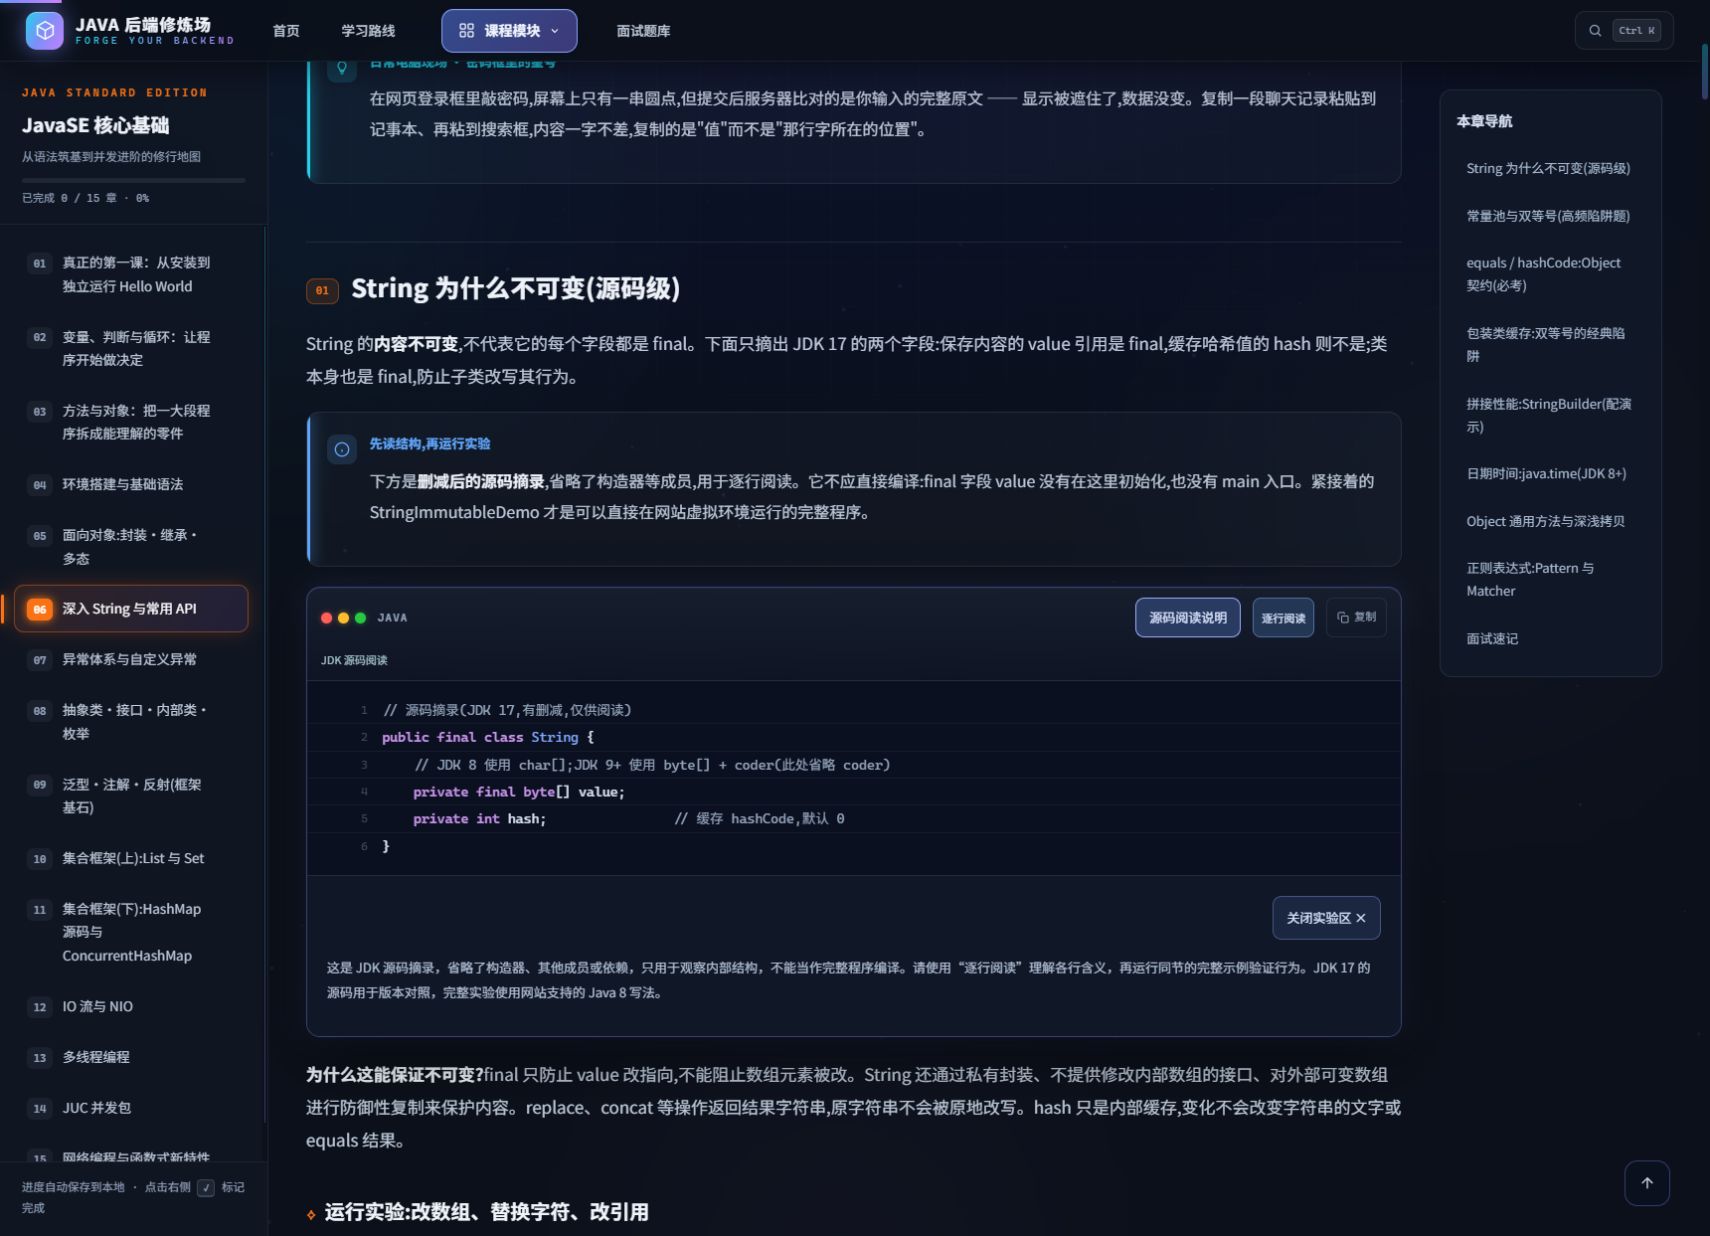 JAVA 后端修炼场
FORGE YOUR BACKEND
首页
学习路线
课程模块
面试题库
Ctrl K
JAVA STANDARD EDITION
JavaSE 核心基础
从语法筑基到并发进阶的修行地图
已完成 0 / 15 章 · 0%
01 真正的第一课：从安装到
独立运行 Hello World
02 变量、判断与循环：让程
序开始做决定
03 方法与对象：把一大段程
序拆成能理解的零件
04 环境搭建与基础语法
05 面向对象:封装·继承·
多态
06 深入 String 与常用 API
07 异常体系与自定义异常
08 抽象类·接口·内部类·
枚举
09 泛型·注解·反射(框架
基石)
10 集合框架(上):List 与 Set
11 集合框架(下):HashMap
源码与
ConcurrentHashMap
12 IO 流与 NIO
13 多线程编程
14 JUC 并发包
15 网络编程与函数式新特性
进度自动保存到本地 · 点击右侧 ✓ 标记
完成
日常电脑现场 · 密码框里的星号
在网页登录框里敲密码,屏幕上只有一串圆点,但提交后服务器比对的是你输入的完整原文 —— 显示被遮住了,数据没变。复制一段聊天记录粘贴到
记事本、再粘到搜索框,内容一字不差,复制的是"值"而不是"那行字所在的位置"。
01 String 为什么不可变(源码级)
String 的内容不可变,不代表它的每个字段都是 final。下面只摘出 JDK 17 的两个字段:保存内容的 value 引用是 final,缓存哈希值的 hash 则不是;类
本身也是 final,防止子类改写其行为。
先读结构,再运行实验
下方是删减后的源码摘录,省略了构造器等成员,用于逐行阅读。它不应直接编译:final 字段 value 没有在这里初始化,也没有 main 入口。紧接着的
StringImmutableDemo 才是可以直接在网站虚拟环境运行的完整程序。
JAVA
源码阅读说明
逐行阅读
复制
JDK 源码阅读
1 // 源码摘录(JDK 17,有删减,仅供阅读)
2 public final class String {
3 // JDK 8 使用 char[];JDK 9+ 使用 byte[] + coder(此处省略 coder)
4 private final byte[] value;
5 private int hash; // 缓存 hashCode,默认 0
6 }
关闭实验区 ×
这是 JDK 源码摘录，省略了构造器、其他成员或依赖，只用于观察内部结构，不能当作完整程序编译。请使用“逐行阅读”理解各行含义，再运行同节的完整示例验证行为。JDK 17 的
源码用于版本对照，完整实验使用网站支持的 Java 8 写法。
为什么这能保证不可变?final 只防止 value 改指向,不能阻止数组元素被改。String 还通过私有封装、不提供修改内部数组的接口、对外部可变数组
进行防御性复制来保护内容。replace、concat 等操作返回结果字符串,原字符串不会被原地改写。hash 只是内部缓存,变化不会改变字符串的文字或
equals 结果。
运行实验:改数组、替换字符、改引用
本章导航
String 为什么不可变(源码级)
常量池与双等号(高频陷阱题)
equals / hashCode:Object
契约(必考)
包装类缓存:双等号的经典陷
阱
拼接性能:StringBuilder(配演
示)
日期时间:java.time(JDK 8+)
Object 通用方法与深浅拷贝
正则表达式:Pattern 与
Matcher
面试速记